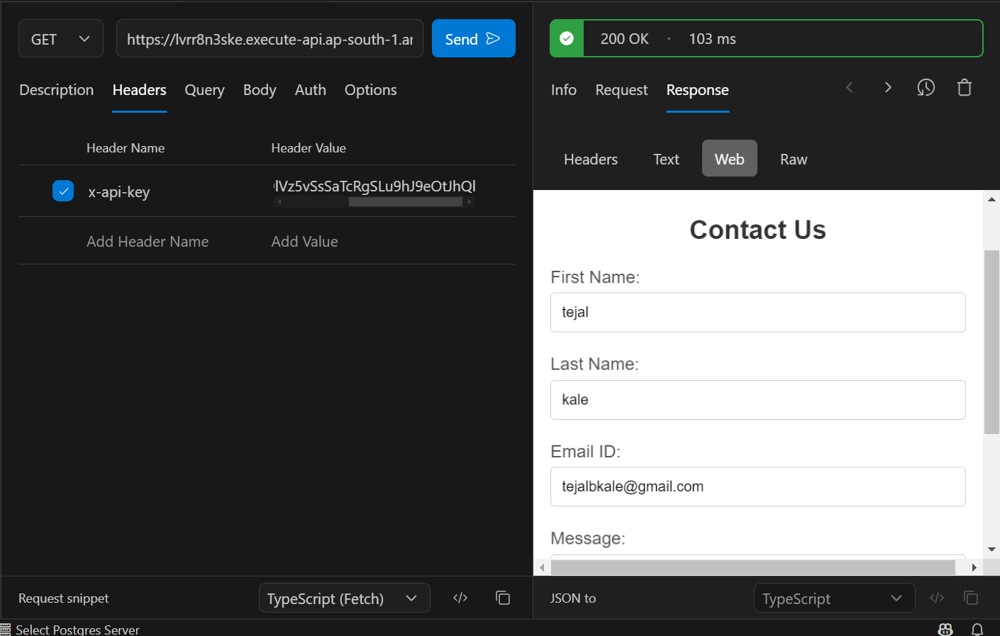 GET
https://lvrr8n3ske.execute-api.ap-south-1.ar
Send
Description Headers Query Body Auth Options
Header Name Header Value
x-api-key lVz5vSsSaTcRgSLu9hJ9eOtJhQl
Add Header Name Add Value
Request snippet TypeScript (Fetch) </>
Select Postgres Server
200 OK · 103 ms
Info Request Response
Headers Text Web Raw
Contact Us
First Name:
tejal
Last Name:
kale
Email ID:
tejalbkale@gmail.com
Message:
JSON to TypeScript </>